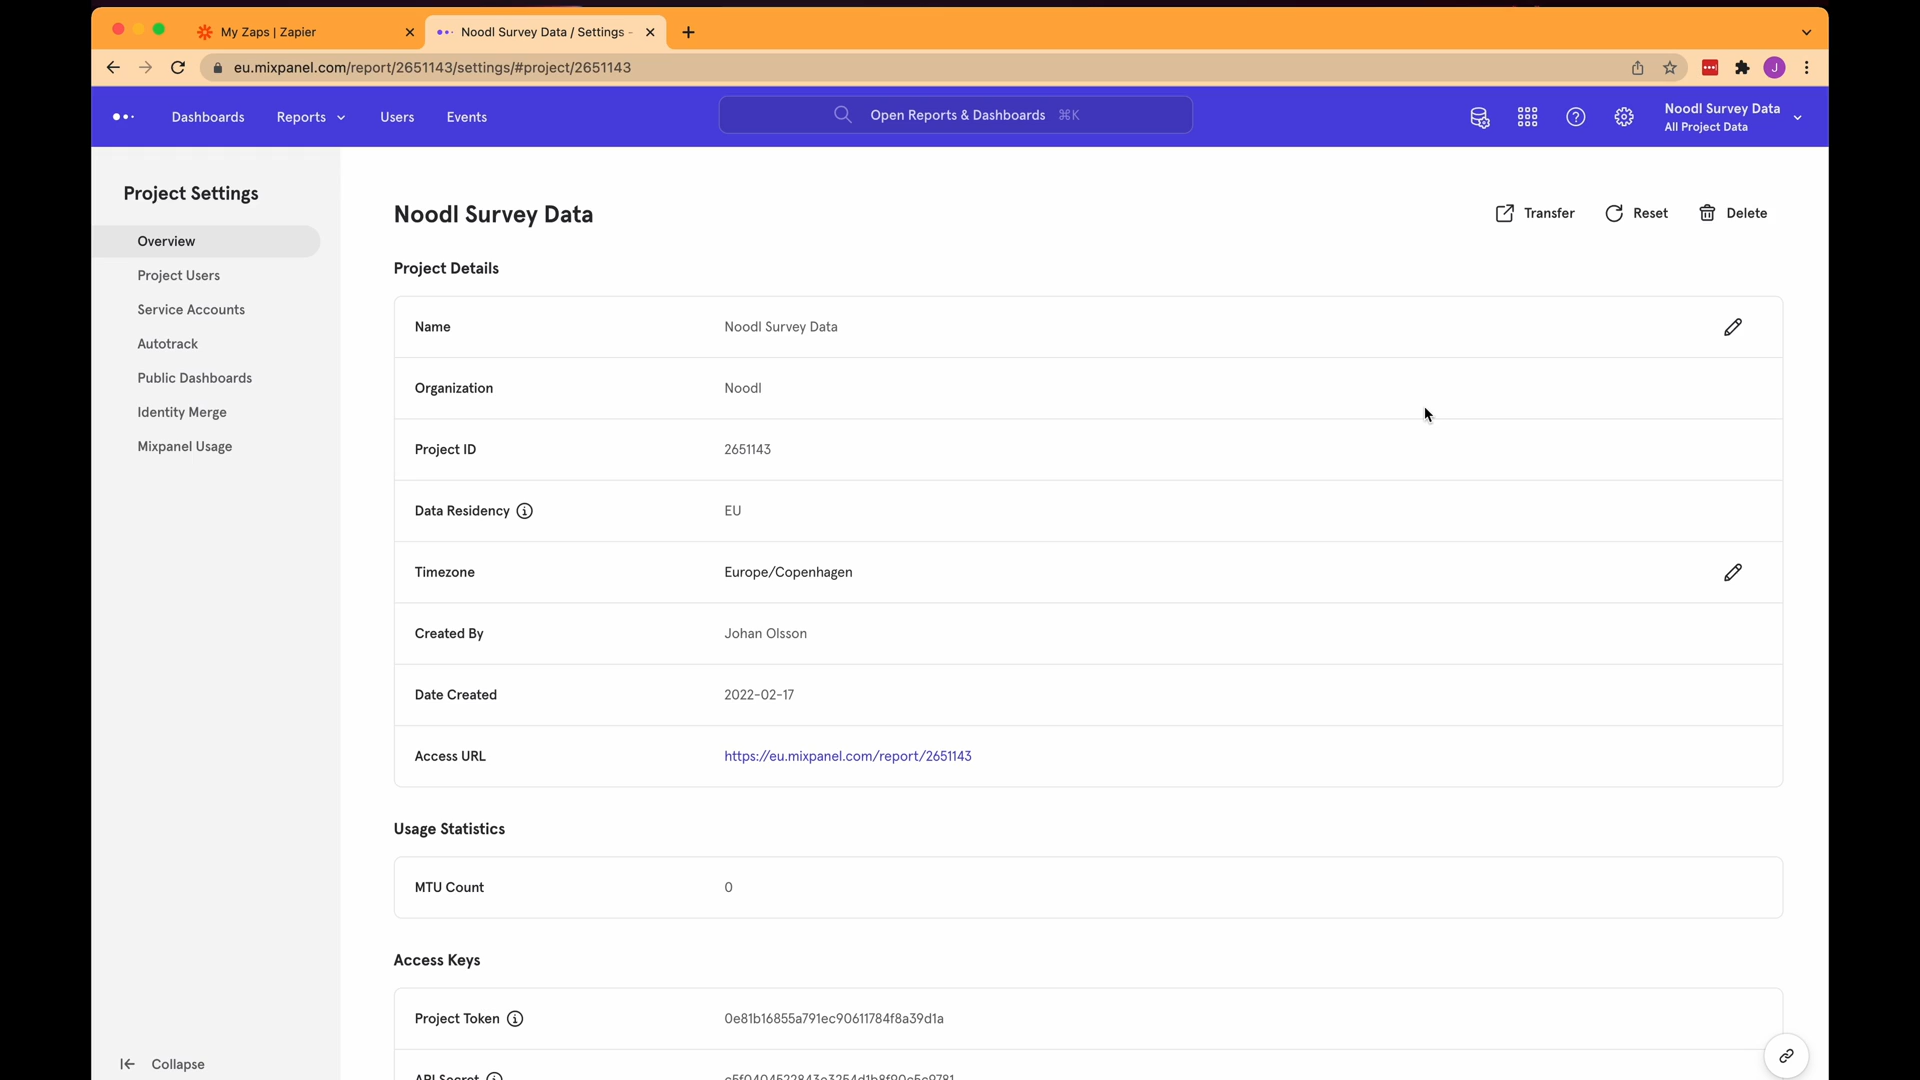 My Zaps | Zapier
Noodl Survey Data / Settings -
eu.mixpanel.com/report/2651143/settings/#project/2651143
J
Dashboards
Reports
Users
Events
Open Reports & Dashboards ⌘K
Noodl Survey Data
All Project Data
Project Settings
Overview
Project Users
Service Accounts
Autotrack
Public Dashboards
Identity Merge
Mixpanel Usage
Collapse
Noodl Survey Data
Transfer
Reset
Delete
Project Details
Name Noodl Survey Data
Organization Noodl
Project ID 2651143
Data Residency EU
Timezone Europe/Copenhagen
Created By Johan Olsson
Date Created 2022-02-17
Access URL https://eu.mixpanel.com/report/2651143
Usage Statistics
MTU Count 0
Access Keys
Project Token 0e81b16855a791ec90611784f8a39d1a
API Secret